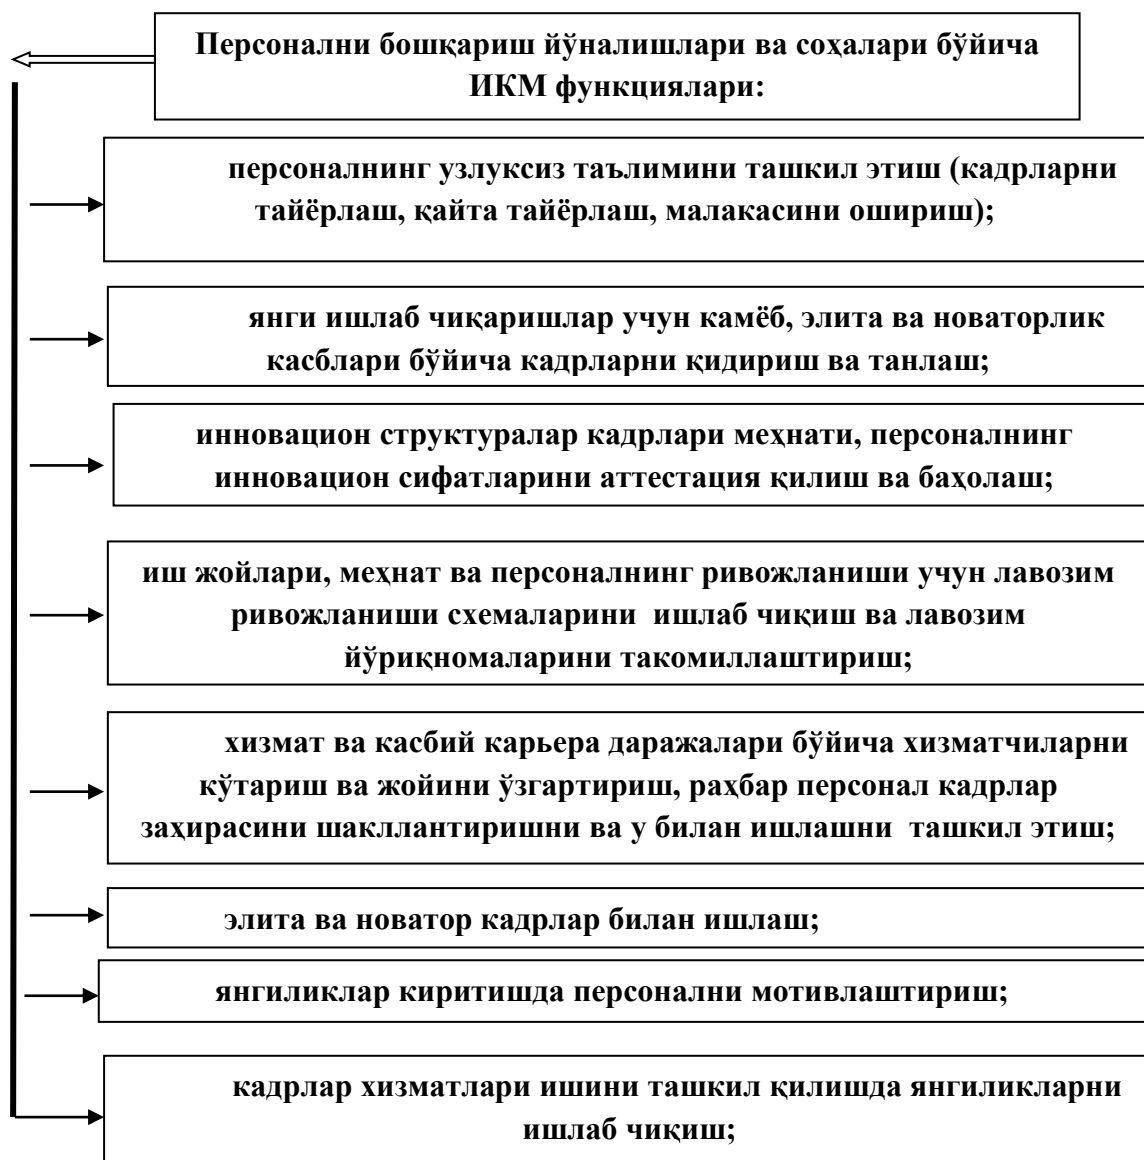 Персонални бошқариш йўналишлари ва соҳалари бўйича
ИКМ функциялари:
персоналнинг узлуксиз таълимини ташкил этиш (кадрларни
тайёрлаш, қайта тайёрлаш, малакасини ошириш);
янги ишлаб чиқаришлар учун камёб, элита ва новаторлик
касблари бўйича кадрларни қидириш ва танлаш;
инновацион структуралар кадрлари меҳнати, персоналнинг
инновацион сифатларини аттестация қилиш ва баҳолаш;
иш жойлари, меҳнат ва персоналнинг ривожланиши учун лавозим
ривожланиши схемаларини ишлаб чиқиш ва лавозим
йўриқномаларини такомиллаштириш;
хизмат ва касбий карьера даражалари бўйича хизматчиларни
кўтариш ва жойини ўзгартириш, раҳбар персонал кадрлар
заҳирасини шакллантиришни ва у билан ишлашни ташкил этиш;
элита ва новатор кадрлар билан ишлаш;
янгиликлар киритишда персонални мотивлаштириш;
кадрлар хизматлари ишини ташкил қилишда янгиликларни
ишлаб чиқиш;